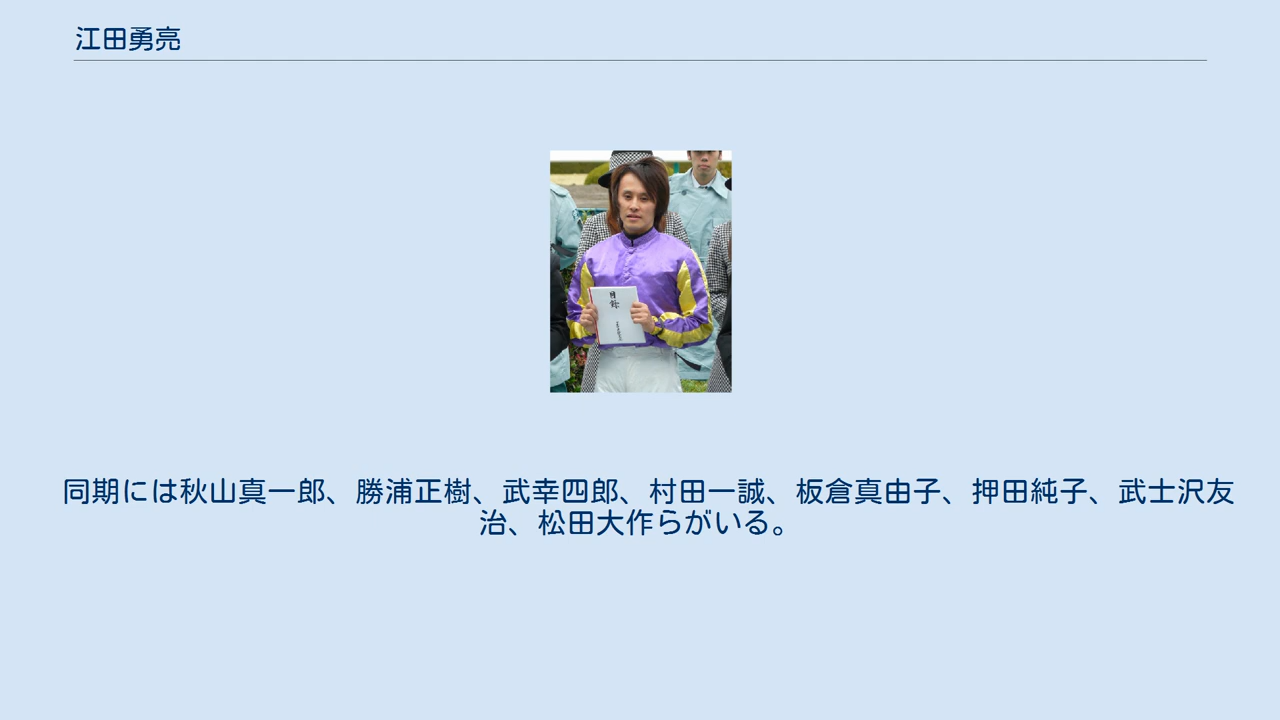 江田勇亮
目録
同期には秋山真一郎、勝浦正樹、武幸四郎、村田一誠、板倉真由子、押田純子、武士沢友
治、松田大作らがいる。